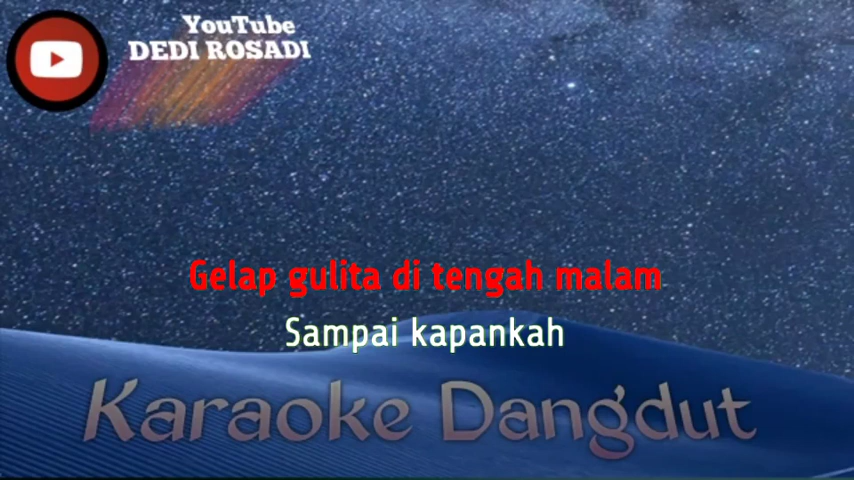 YouTube
DEDI ROSADI
Gelap gulita di tengah malam
Sampai kapankah
Karaoke Dangdut